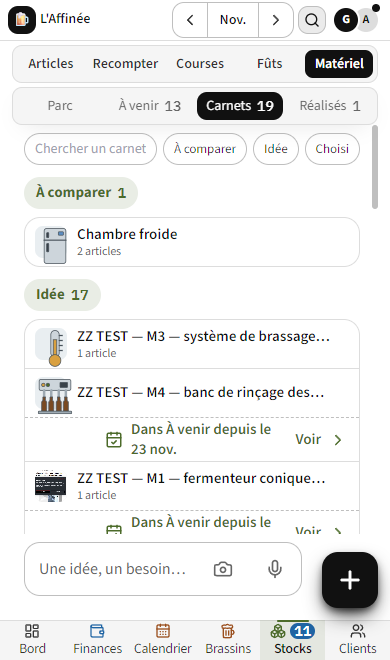 L'Affinée
Nov.
G
A
Articles
Recompter
Courses
Fûts
Matériel
Parc
À venir 13
Carnets 19
Réalisés 1
Chercher un carnet
À comparer
Idée
Choisi
À comparer 1
Chambre froide
2 articles
Idée 17
ZZ TEST — M3 — système de brassage…
1 article
ZZ TEST — M4 — banc de rinçage des…
Dans À venir depuis le
23 nov.
Voir
ZZ TEST — M1 — fermenteur conique…
1 article
Dans À venir depuis le
Voir
Une idée, un besoin…
11
Bord
Finances
Calendrier
Brassins
Stocks
Clients